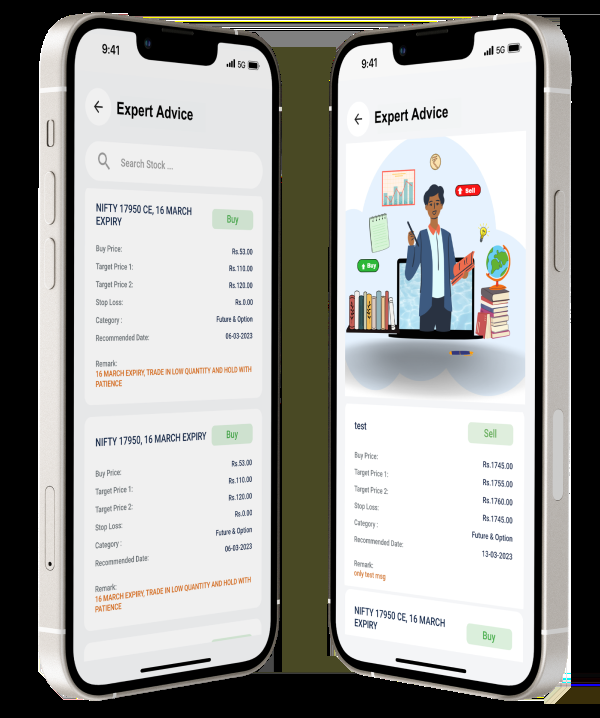 9:41
5G
Expert Advice
Search Stock ...
NIFTY 17950 CE, 16 MARCH
EXPIRY
Buy
Buy Price:
Rs.53.00
Target Price 1:
Rs.110.00
Target Price 2:
Rs.120.00
Stop Loss:
Rs.0.00
Category :
Future & Option
Recommended Date:
06-03-2023
Remark:
16 MARCH EXPIRY, TRADE IN LOW QUANTITY AND HOLD WITH
PATIENCE
NIFTY 17950, 16 MARCH EXPIRY
Buy
Buy Price:
Rs.53.00
Target Price 1:
Rs.110.00
Target Price 2:
Rs.120.00
Stop Loss:
Rs.0.00
Category :
Future & Option
Recommended Date:
06-03-2023
Remark:
16 MARCH EXPIRY, TRADE IN LOW QUANTITY AND HOLD WITH
PATIENCE
9:41
5G
Expert Advice
Sell
Buy
test
Sell
Buy Price:
Rs.1745.00
Target Price 1:
Rs.1755.00
Target Price 2:
Rs.1760.00
Stop Loss:
Rs.1745.00
Category :
Future & Option
Recommended Date:
13-03-2023
Remark:
only test msg
NIFTY 17950 CE, 16 MARCH
EXPIRY
Buy